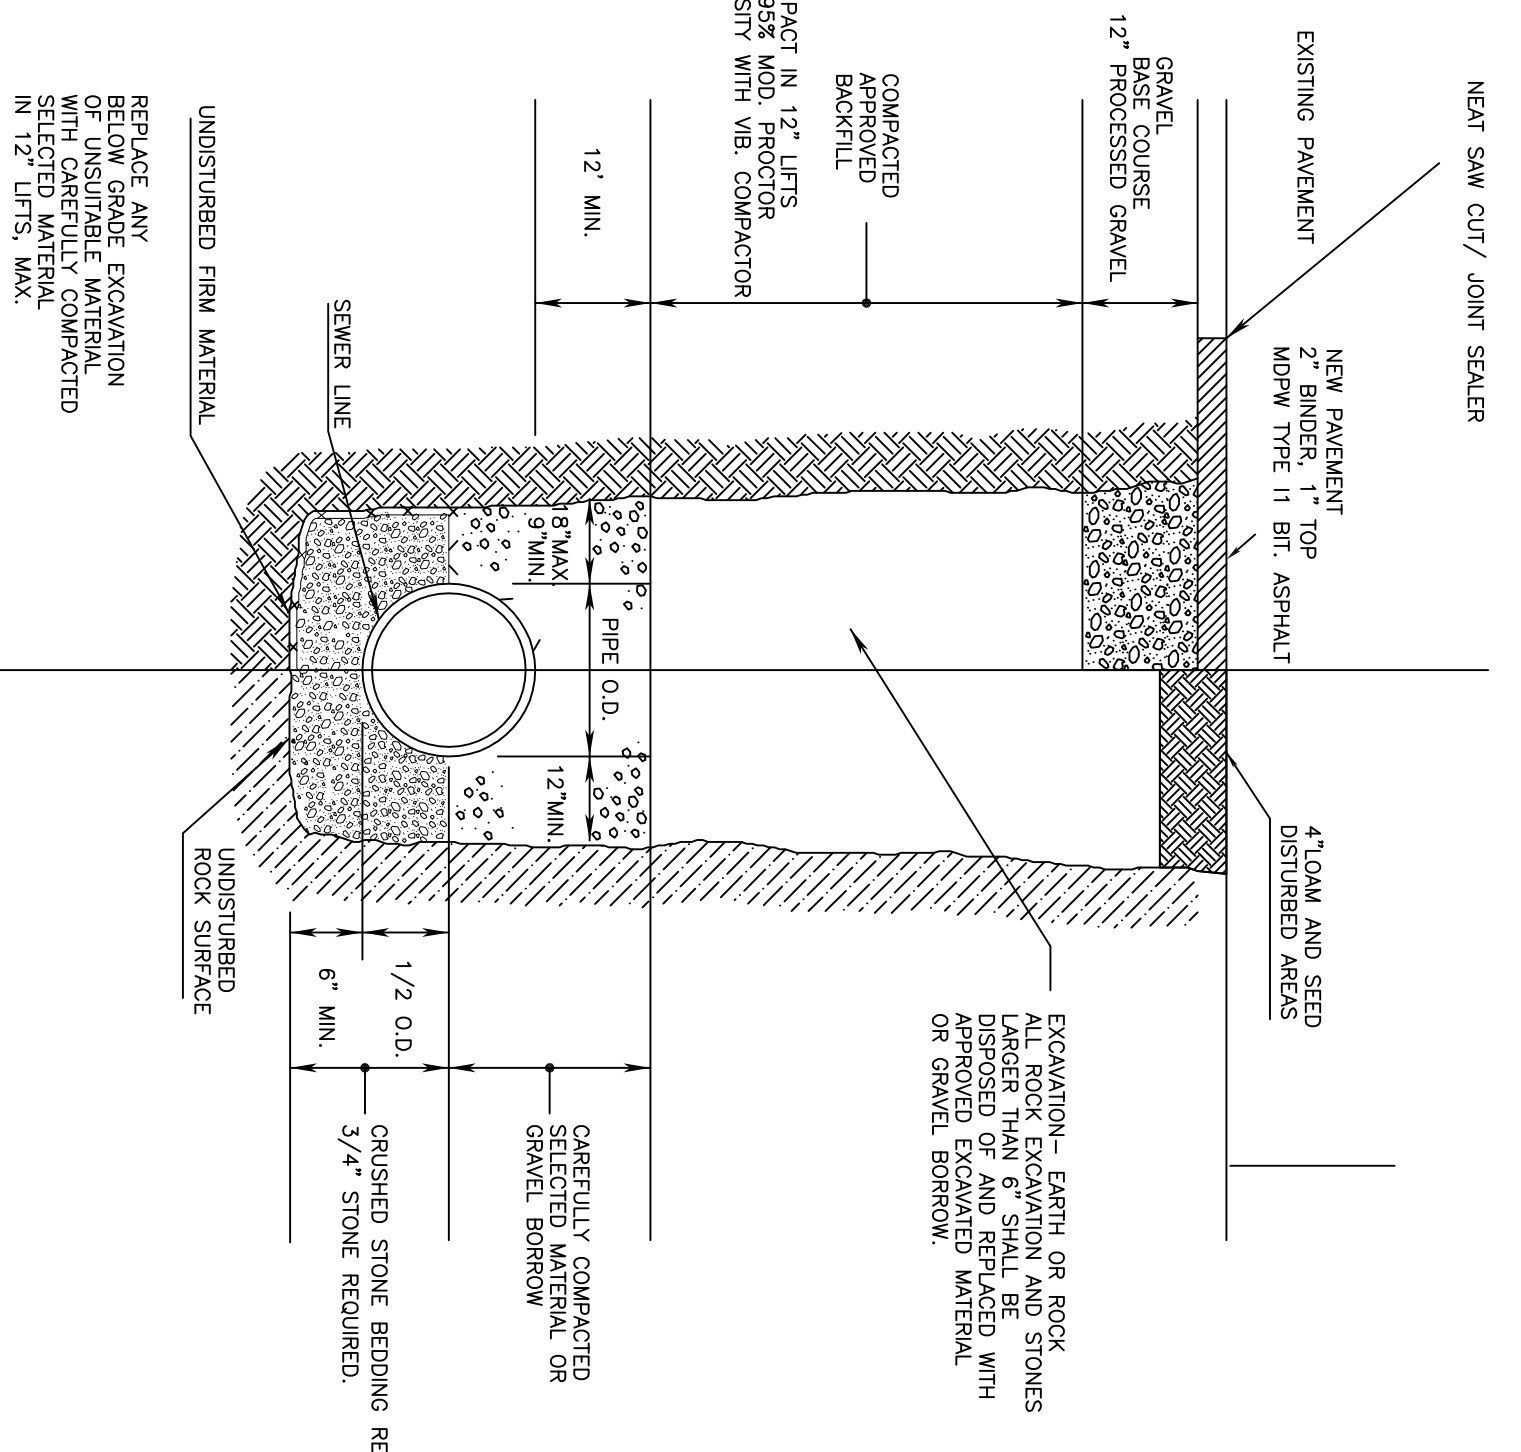 NEAT SAW CUT/ JOINT SEALER
EXISTING PAVEMENT
NEW PAVEMENT
2" BINDER, 1" TOP
MDPW TYPE I1 BIT. ASPHALT
4"LOAM AND SEED
DISTURBED AREAS
GRAVEL
BASE COURSE
12" PROCESSED GRAVEL
EXCAVATION– EARTH OR ROCK
ALL ROCK EXCAVATION AND STONES
LARGER THAN 6" SHALL BE
DISPOSED OF AND REPLACED WITH
APPROVED EXCAVATED MATERIAL
OR GRAVEL BORROW.
COMPACTED
APPROVED
BACKFILL
PACT IN 12" LIFTS
95% MOD. PROCTOR
SITY WITH VIB. COMPACTOR
12' MIN.
PIPE O.D.
18"MAX.
9"MIN.
12"MIN.
CAREFULLY COMPACTED
SELECTED MATERIAL OR
GRAVEL BORROW
1/2 O.D.
6" MIN.
CRUSHED STONE BEDDING RE
3/4" STONE REQUIRED.
SEWER LINE
UNDISTURBED FIRM MATERIAL
UNDISTURBED
ROCK SURFACE
REPLACE ANY
BELOW GRADE EXCAVATION
OF UNSUITABLE MATERIAL
WITH CAREFULLY COMPACTED
SELECTED MATERIAL
IN 12" LIFTS, MAX.